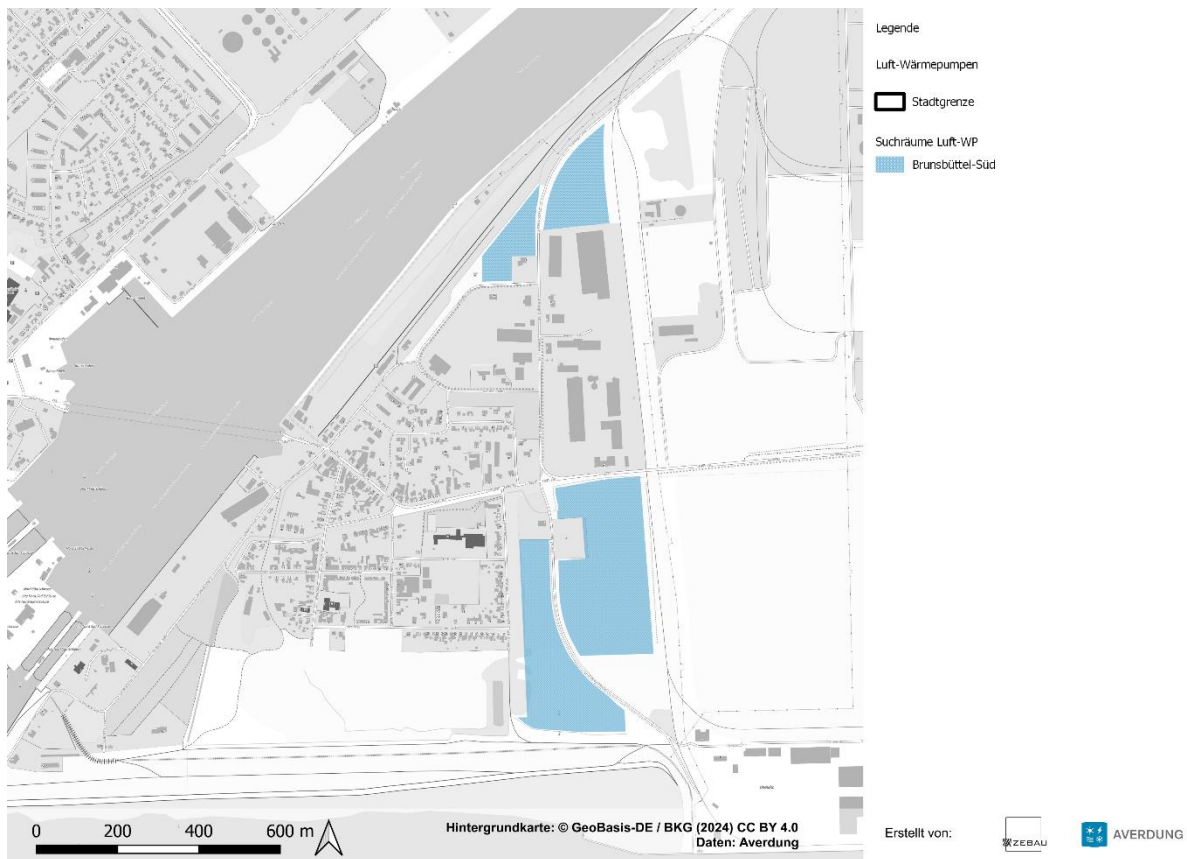 Legende
Luft-Wärmepumpen
Stadtgrenze
Suchräume Luft-WP
Brunsbüttel-Süd
0 200 400 600 m
Hintergrundkarte: © GeoBasis-DE / BKG (2024) CC BY 4.0
Daten: Averdung
Erstellt von:
ZEBAU
AVERDUNG